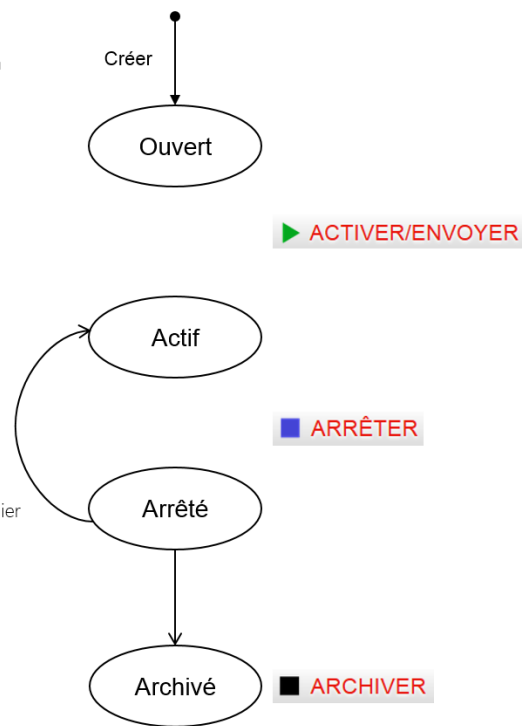 Créer
Ouvert
ACTIVER/ENVOYER
Actif
ARRÊTER
Arrêté
Archivé
ARCHIVER